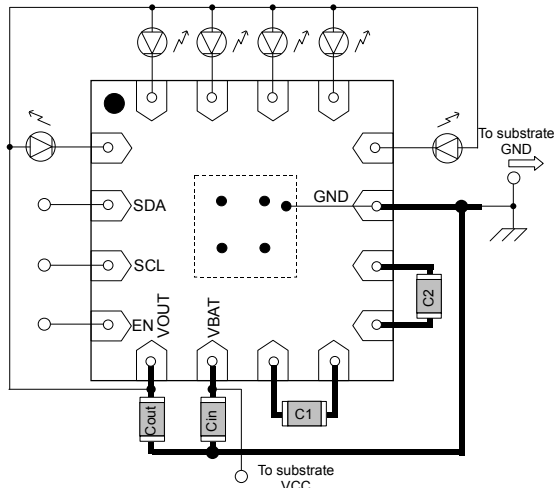 To substrate
GND
GND
SDA
SCL
EN
VOUT
VBAT
C2
Cout
Cin
C1
To substrate
VCC